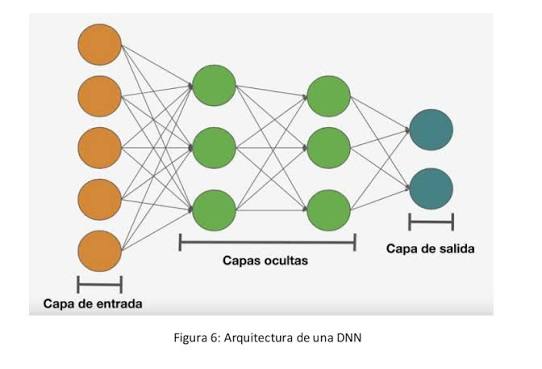 Capas ocultas
Capa de salida
Capa de entrada
Figura 6: Arquitectura de una DNN